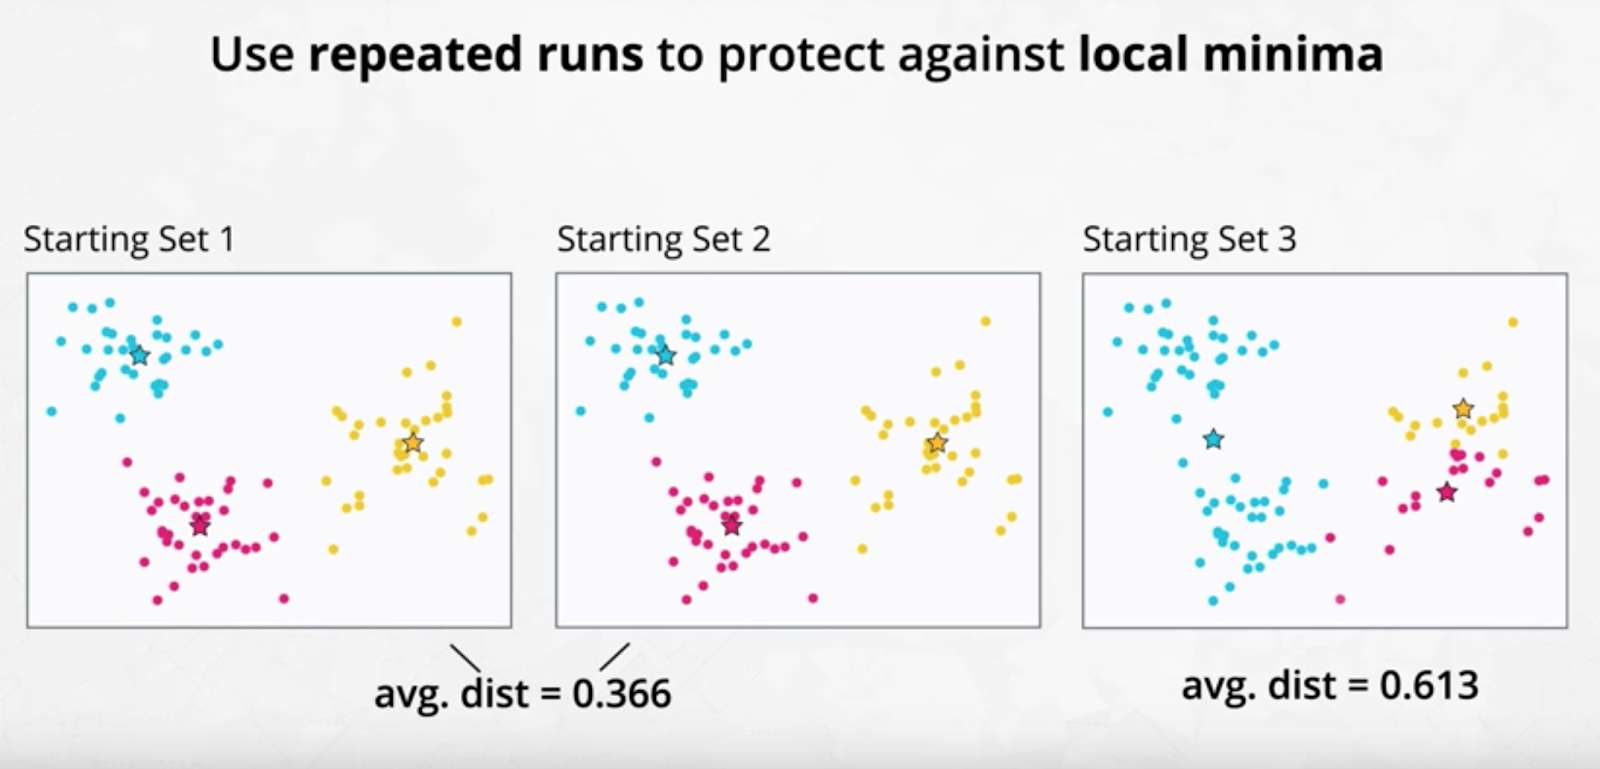 Use repeated runs to protect against local minima
Starting Set 1
Starting Set 2
Starting Set 3
avg. dist = 0.366
avg. dist = 0.613